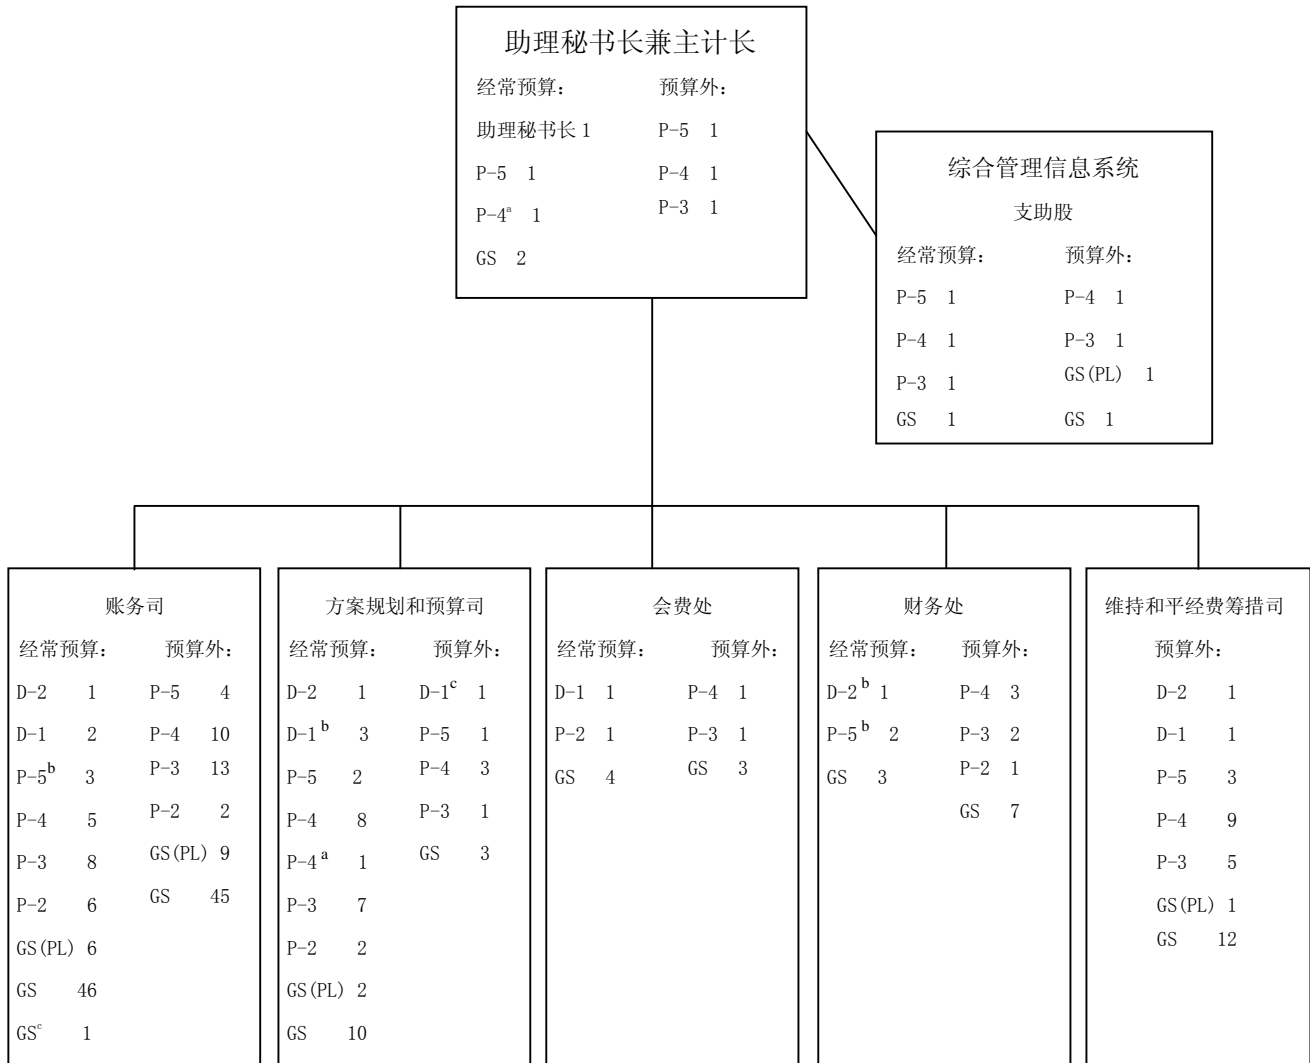 助理秘书长兼主计长
经常预算： 预算外：
助理秘书长 1 P-5 1
P-5 1 P-4 1
P-4ᵃ 1 P-3 1
GS 2
综合管理信息系统
支助股
经常预算： 预算外：
P-5 1 P-4 1
P-4 1 P-3 1
P-3 1 GS(PL) 1
GS 1 GS 1
账务司
经常预算： 预算外：
D-2 1 P-5 4
D-1 2 P-4 10
P-5ᵇ 3 P-3 13
P-4 5 P-2 2
P-3 8 GS(PL) 9
P-2 6 GS 45
GS(PL) 6
GS 46
GSᶜ 1
方案规划和预算司
经常预算： 预算外：
D-2 1 D-1ᶜ 1
D-1ᵇ 3 P-5 1
P-5 2 P-4 3
P-4 8 P-3 1
P-4ᵃ 1 GS 3
P-3 7
P-2 2
GS(PL) 2
GS 10
会费处
经常预算： 预算外：
D-1 1 P-4 1
P-2 1 P-3 1
GS 4 GS 3
财务处
经常预算： 预算外：
D-2ᵇ 1 P-4 3
P-5ᵇ 2 P-3 2
GS 3 P-2 1
GS 7
维持和平经费筹措司
预算外：
D-2 1
D-1 1
P-5 3
P-4 9
P-3 5
GS(PL) 1
GS 12